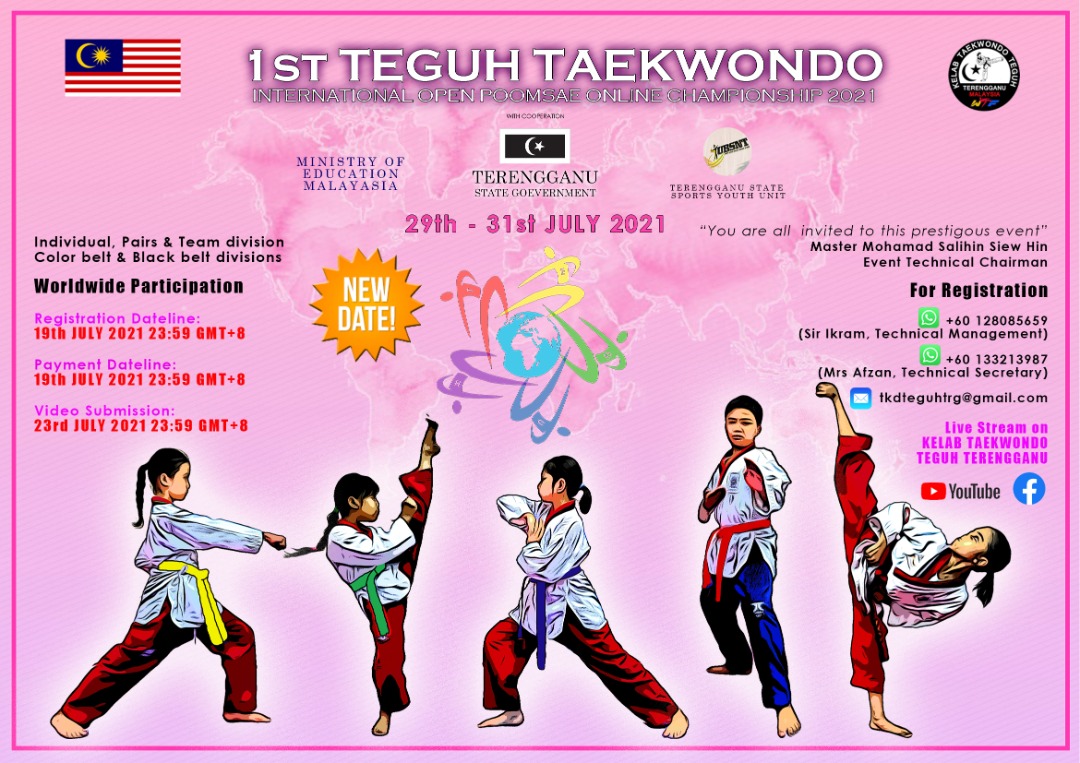 1ST TEGUH TAEKWONDO
INTERNATIONAL OPEN POOMSAE ONLINE CHAMPIONSHIP 2021
WITH COOPERATION
MINISTRY OF
EDUCATION
MALAYASIA
TERENGGANU
STATE GOEVERNMENT
UBSNT
TERENGGANU STATE
SPORTS YOUTH UNIT
KELAB TAEKWONDO TEGUH
TERENGGANU
MALAYSIA
WTF
29th - 31st JULY 2021
Individual, Pairs & Team division
Color belt & Black belt divisions
Worldwide Participation
Registration Dateline:
19th JULY 2021 23:59 GMT+8
Payment Dateline:
19th JULY 2021 23:59 GMT+8
Video Submission:
23rd JULY 2021 23:59 GMT+8
NEW
DATE!
“You are all invited to this prestigous event”
Master Mohamad Salihin Siew Hin
Event Technical Chairman
For Registration
+60 128085659
(Sir Ikram, Technical Management)
+60 133213987
(Mrs Afzan, Technical Secretary)
tkdteguhtrg@gmail.com
Live Stream on
KELAB TAEKWONDO
TEGUH TERENGGANU
YouTube